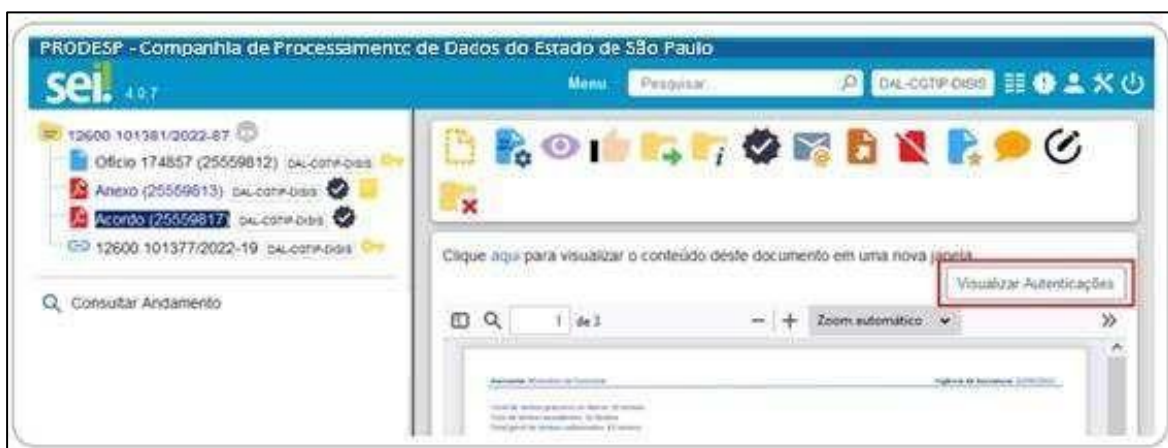 PRODESP - Companhia de Processamento de Dados do Estado de São Paulo
sei! 4.0.7
Menu
Pesquisar...
DAL-CGTIP-DISIS
12600 101381/2022-87
Ofício 174857 (25559812) DAL-CGTIP-DISIS
Anexo (25559813) DAL-CGTIP-DISIS
Acordo (25559817) DAL-CGTIP-DISIS
12600 101377/2022-19 DAL-CGTIP-DISIS
Consultar Andamento
Clique aqui para visualizar o conteúdo deste documento em uma nova janela.
Visualizar Autenticações
1 de 3
Zoom automático